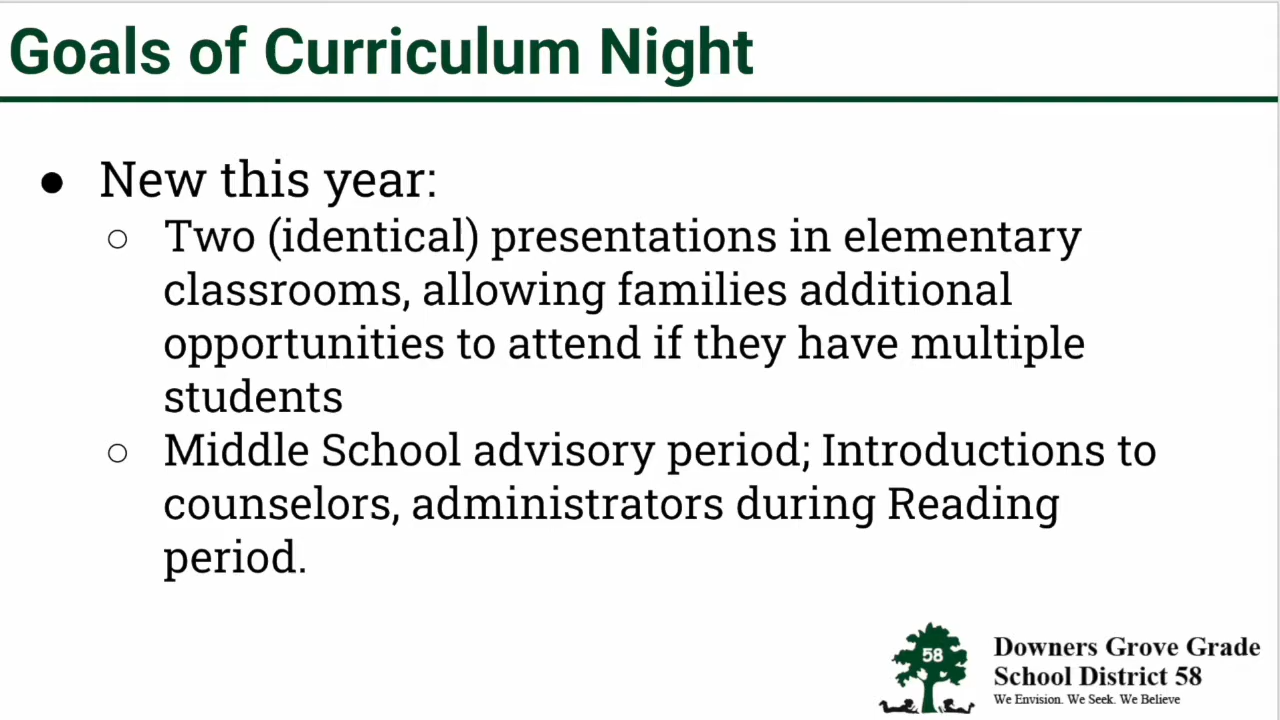 Goals of Curriculum Night
● New this year:
○ Two (identical) presentations in elementary
classrooms, allowing families additional
opportunities to attend if they have multiple
students
○ Middle School advisory period; Introductions to
counselors, administrators during Reading
period.
58
Downers Grove Grade
School District 58
We Envision. We Seek. We Believe